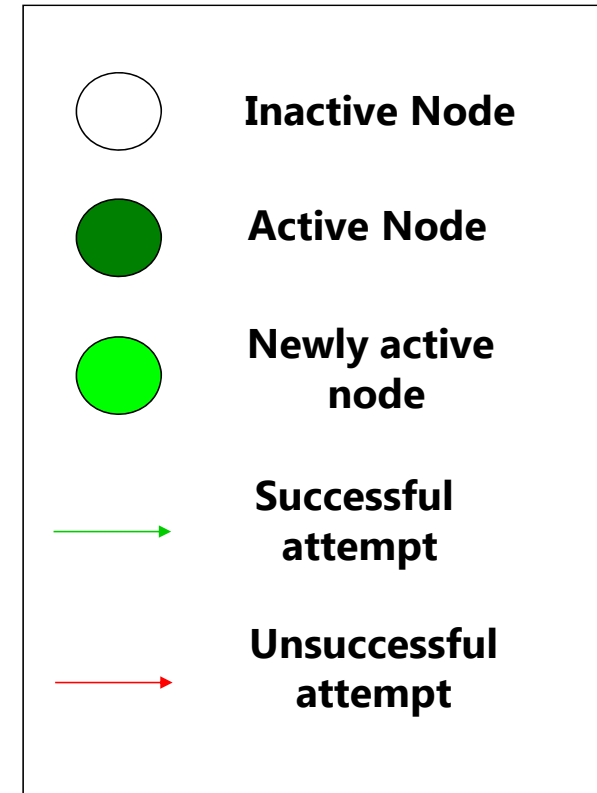 Inactive Node
Active Node
Newly active
node
Successful
attempt
Unsuccessful
attempt